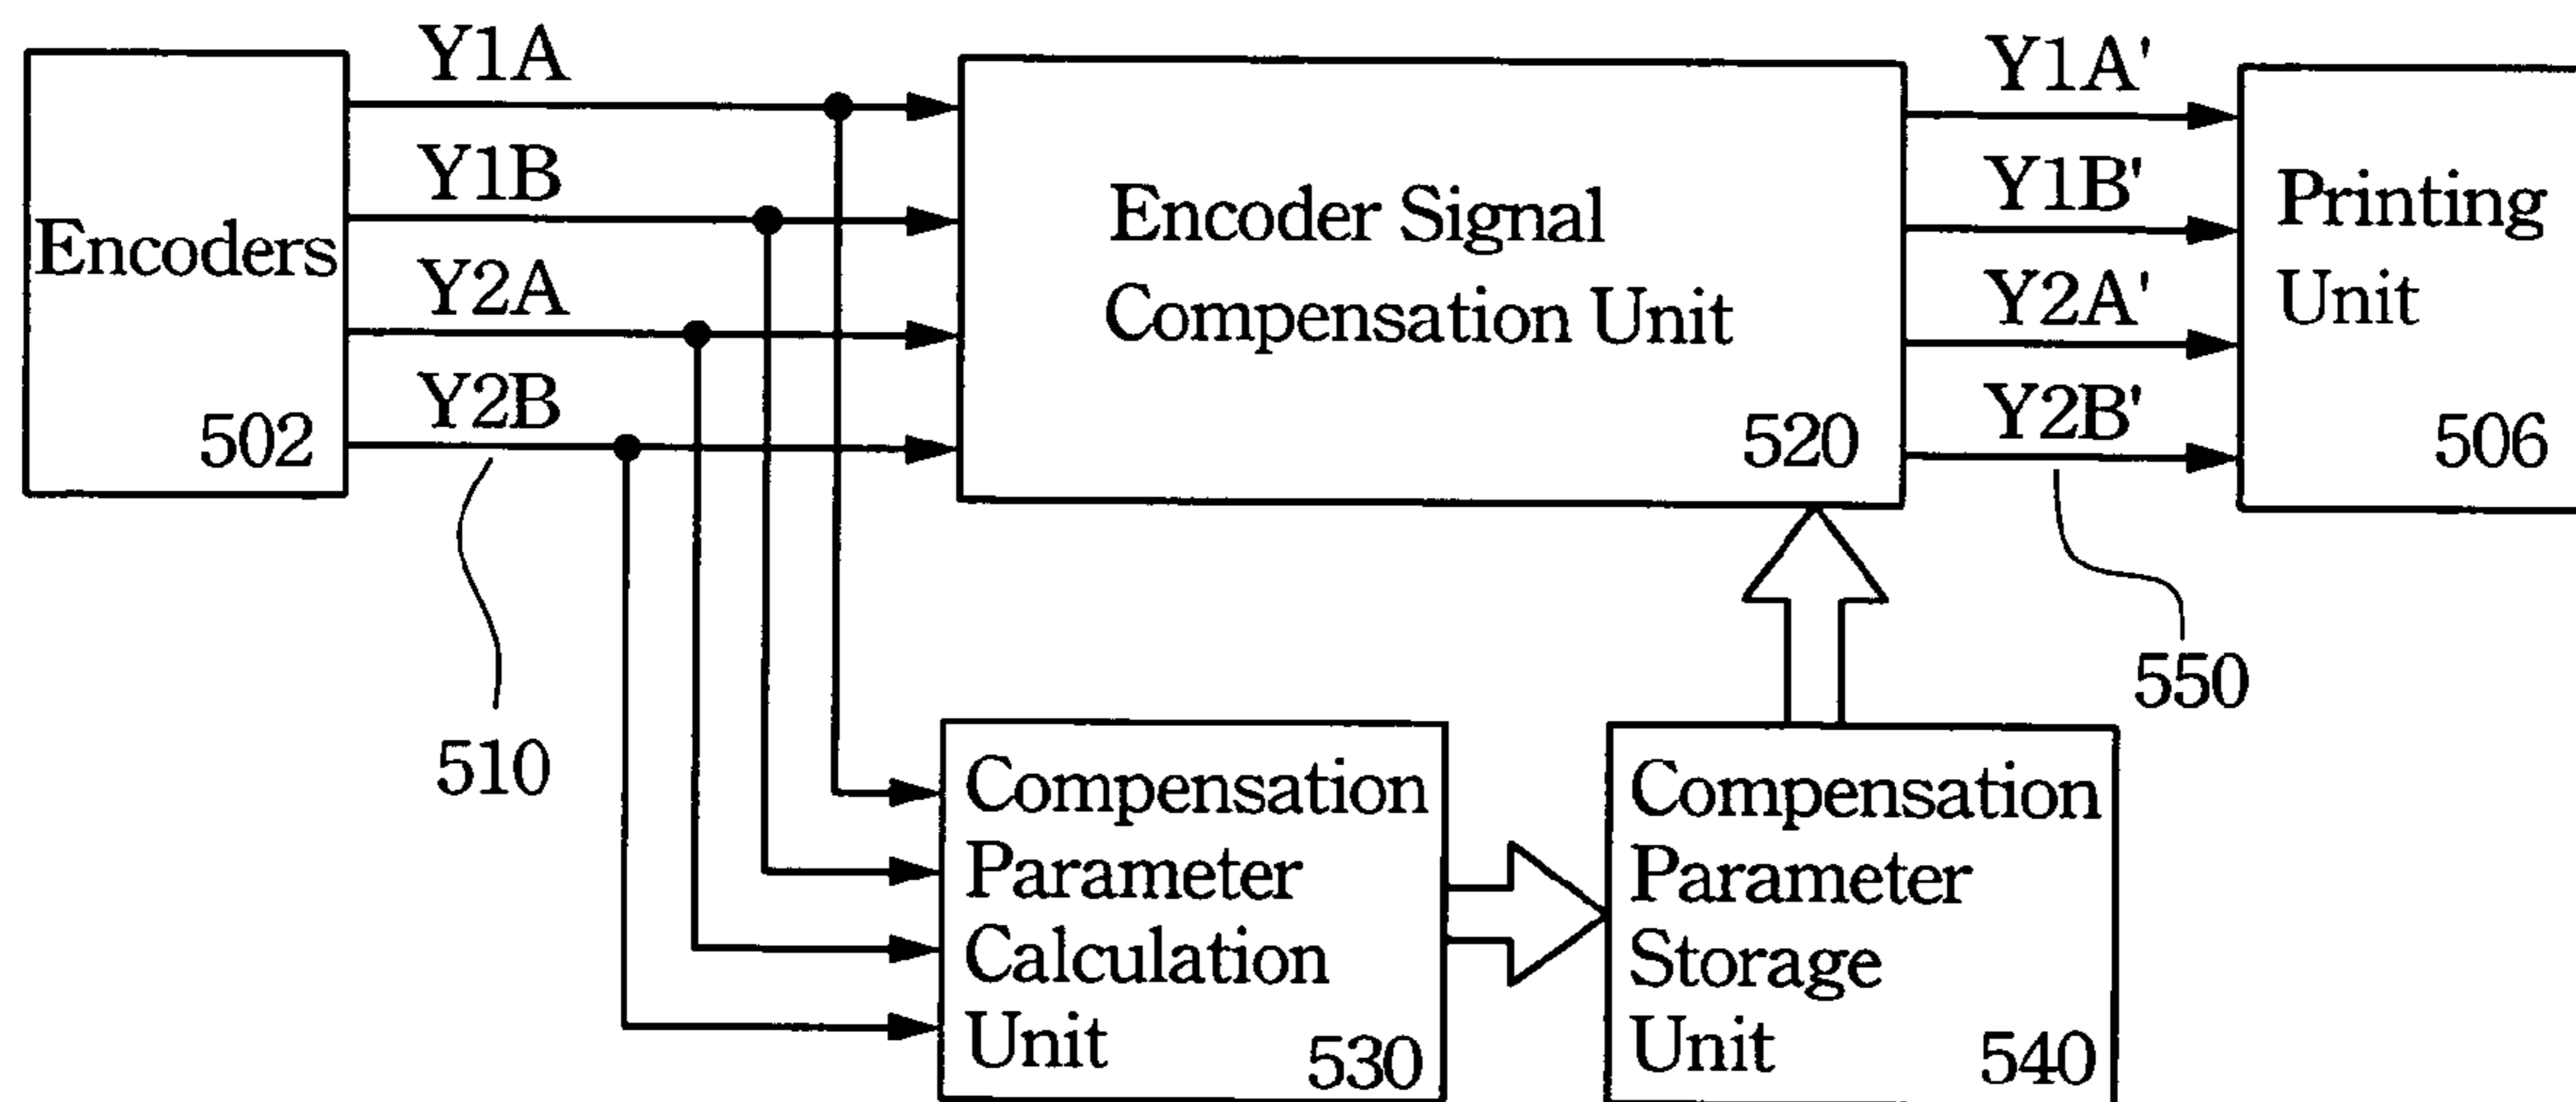 Encoders
502
Y1A
Y1B
Y2A
Y2B
510
Encoder Signal
Compensation Unit
520
Y1A'
Y1B'
Y2A'
Y2B'
550
Printing
Unit
506
Compensation
Parameter
Calculation
Unit
530
Compensation
Parameter
Storage
Unit
540